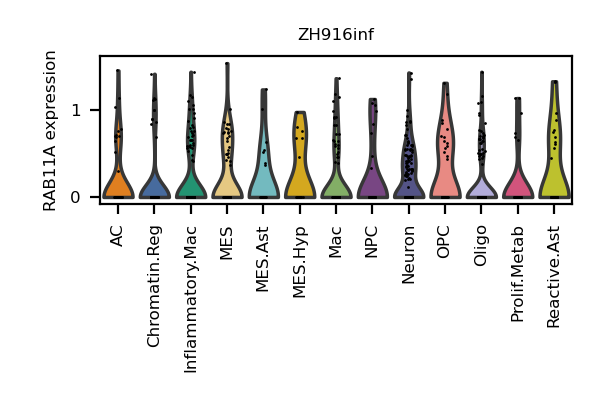 ZH916inf
RAB11A expression
1
0
AC
Chromatin.Reg
Inflammatory.Mac
MES
MES.Ast
MES.Hyp
Mac
NPC
Neuron
OPC
Oligo
Prolif.Metab
Reactive.Ast